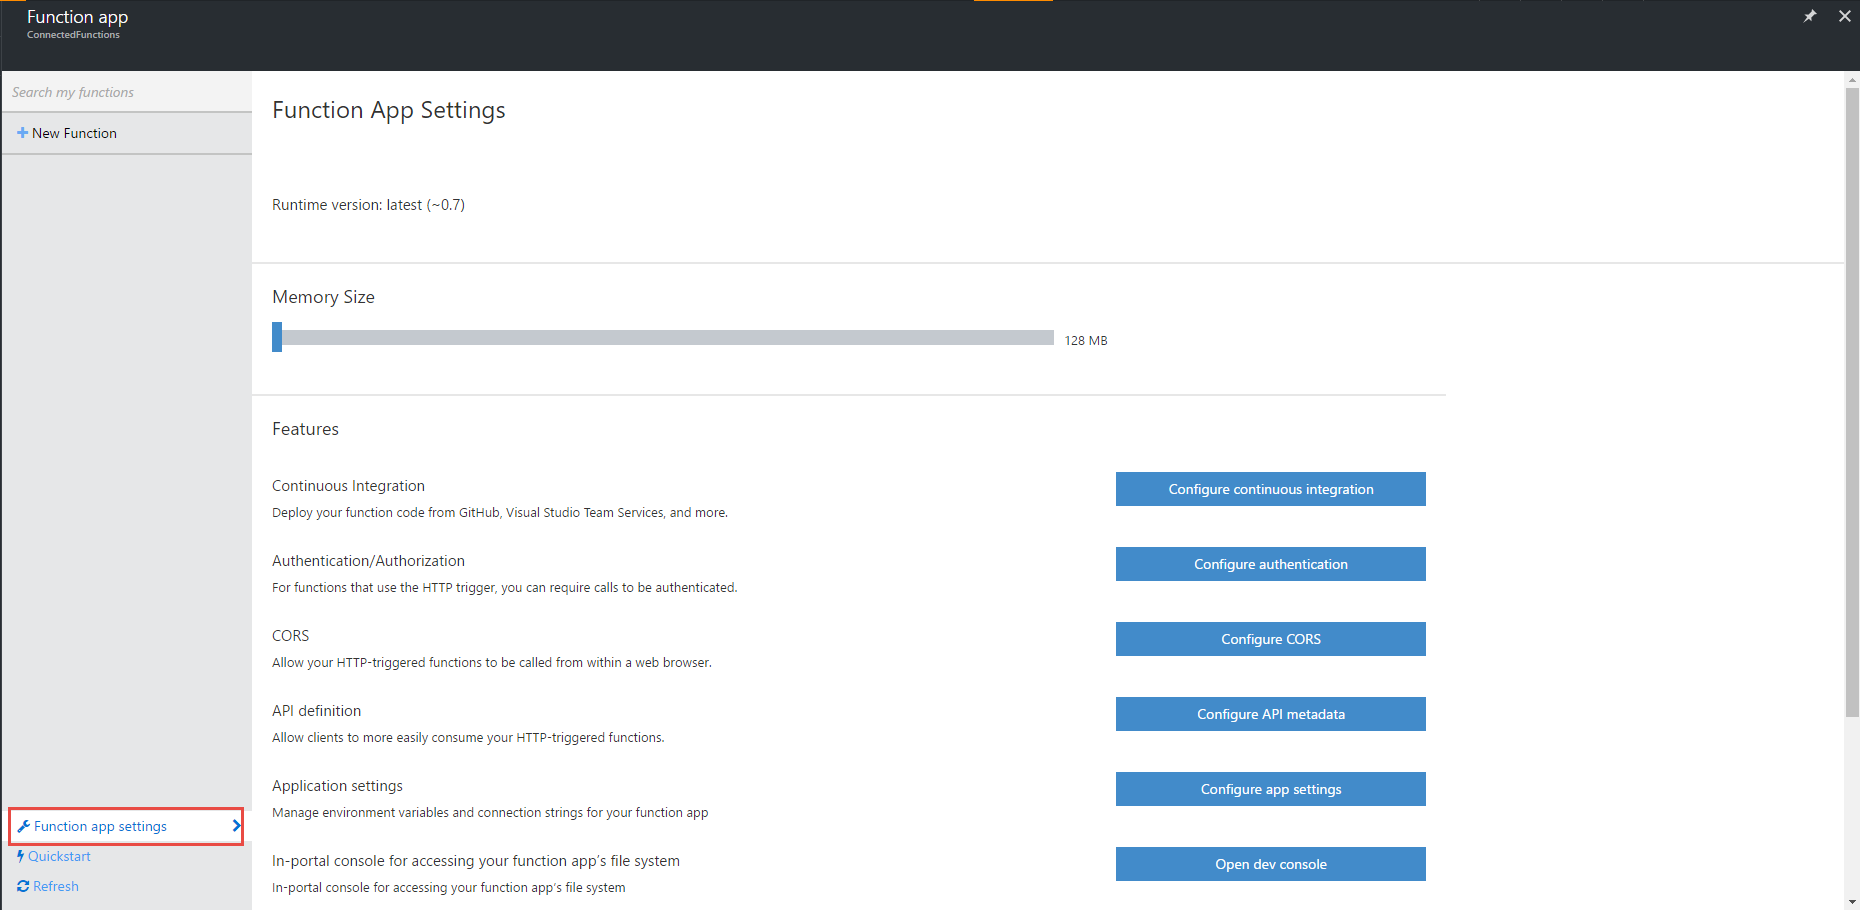 Function app
ConnectedFunctions
Search my functions
New Function
Function App Settings
Runtime version: latest (~0.7)
Memory Size
128 MB
Features
Continuous Integration
Configure continuous integration
Deploy your function code from GitHub, Visual Studio Team Services, and more.
Authentication/Authorization
Configure authentication
For functions that use the HTTP trigger, you can require calls to be authenticated.
CORS
Configure CORS
Allow your HTTP-triggered functions to be called from within a web browser.
API definition
Configure API metadata
Allow clients to more easily consume your HTTP-triggered functions.
Application settings
Configure app settings
Manage environment variables and connection strings for your function app
In-portal console for accessing your function app's file system
Open dev console
In-portal console for accessing your function app's file system
Function app settings
Quickstart
Refresh